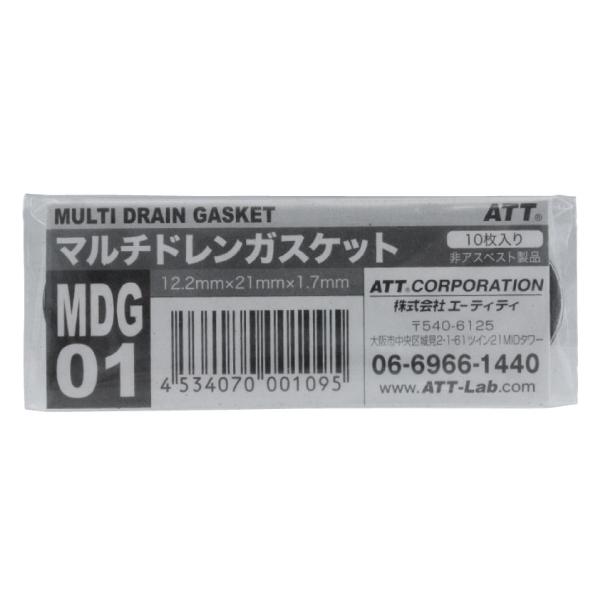 MULTI DRAIN GASKET
ATT®
マルチドレンガスケット
10枚入り
非アスベスト製品
12.2mm×21mm×1.7mm
MDG
01
4 534070 001095
ATT.CORPORATION
株式会社エーティティ
〒540-6125
大阪市中央区城見2-1-61ツイン21MIDタワー
06-6966-1440
www.ATT-Lab.com